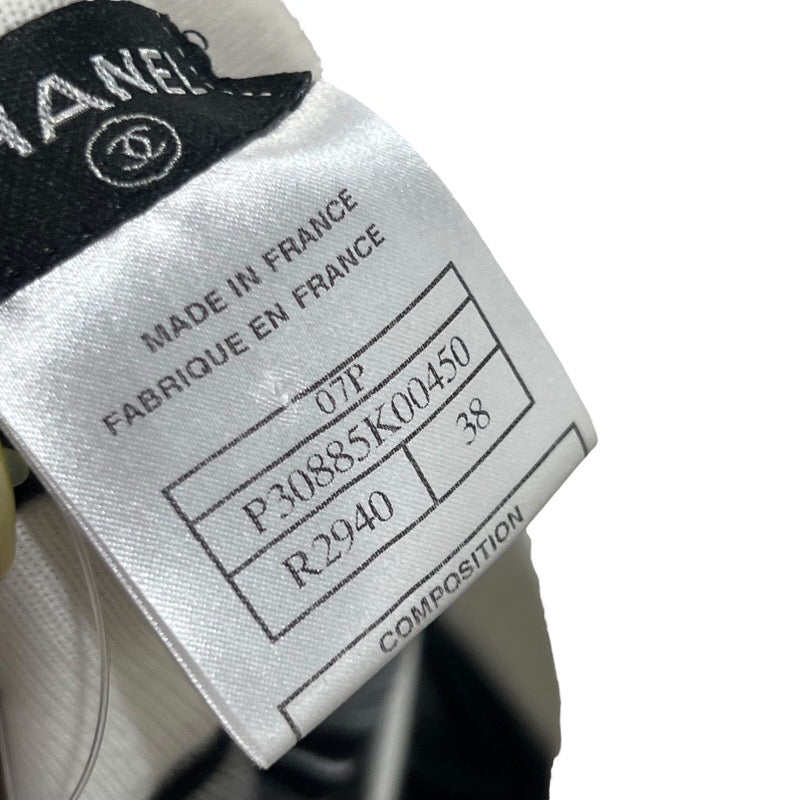 HANEL
MADE IN FRANCE
FABRIQUE EN FRANCE
07P
P30885K00450
R2940 38
COMPOSITION